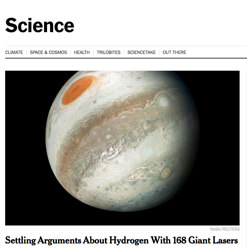 Science
CLIMATE SPACE & COSMOS HEALTH TRILOBITES SCIENCETAKE OUT THERE
NASA/REUTERS
Settling Arguments About Hydrogen With 168 Giant Lasers